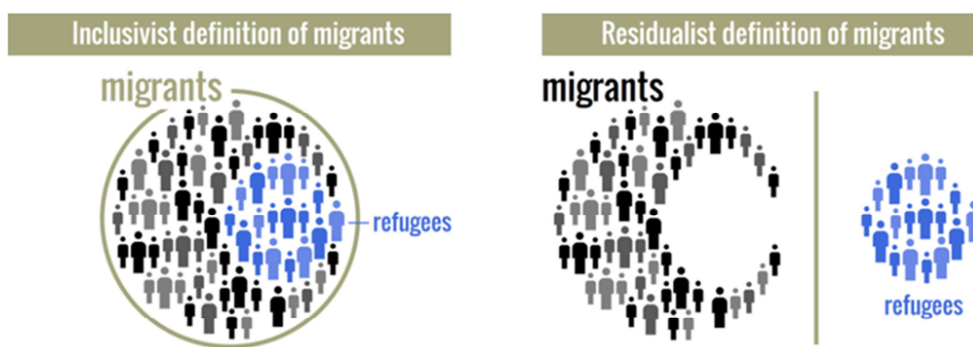 Inclusivist definition of migrants
migrants
refugees
Residualist definition of migrants
migrants
refugees